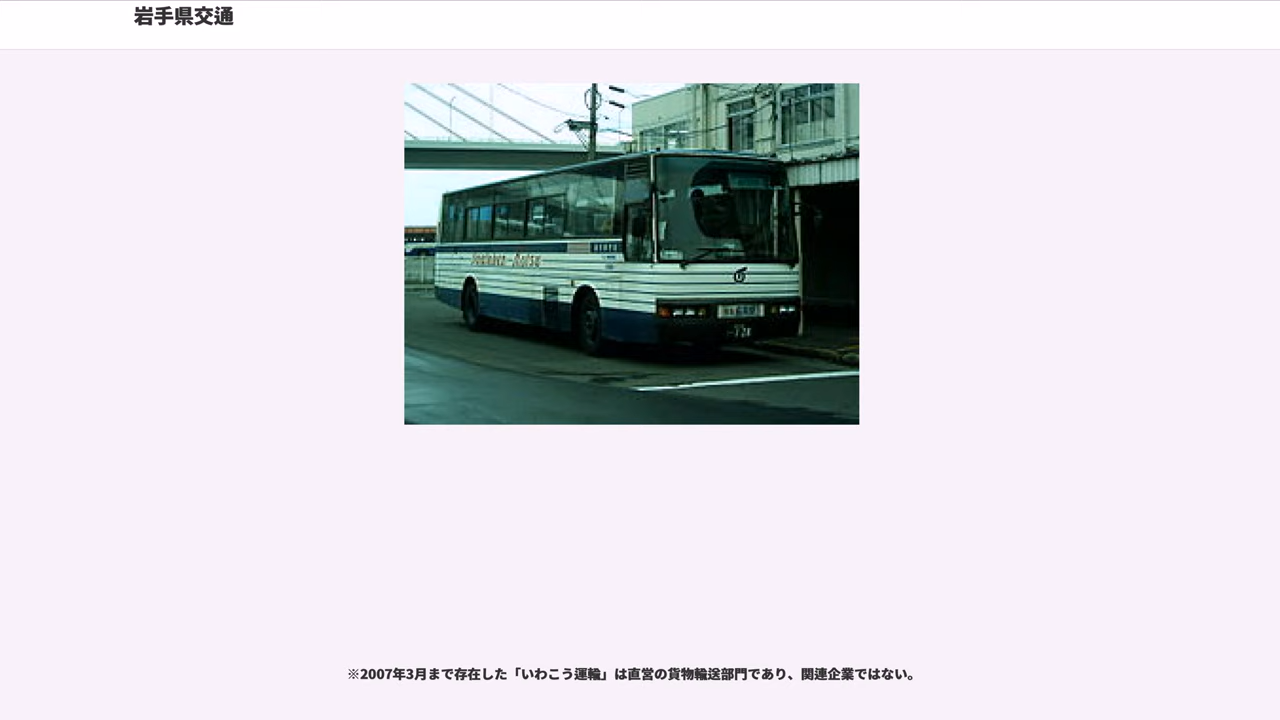 岩手県交通
※2007年3月まで存在した「いわこう運輸」は直営の貨物輸送部門であり、関連企業ではない。